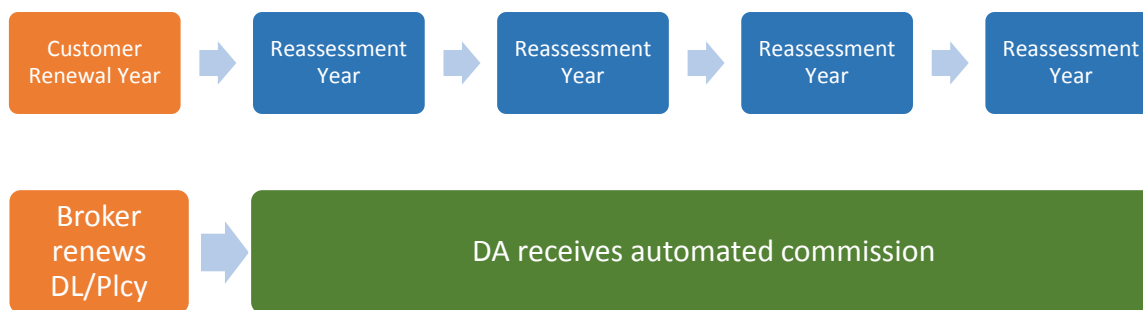 Customer
Renewal Year
Reassessment
Year
Reassessment
Year
Reassessment
Year
Reassessment
Year
Broker
renews
DL/Plcy
DA receives automated commission